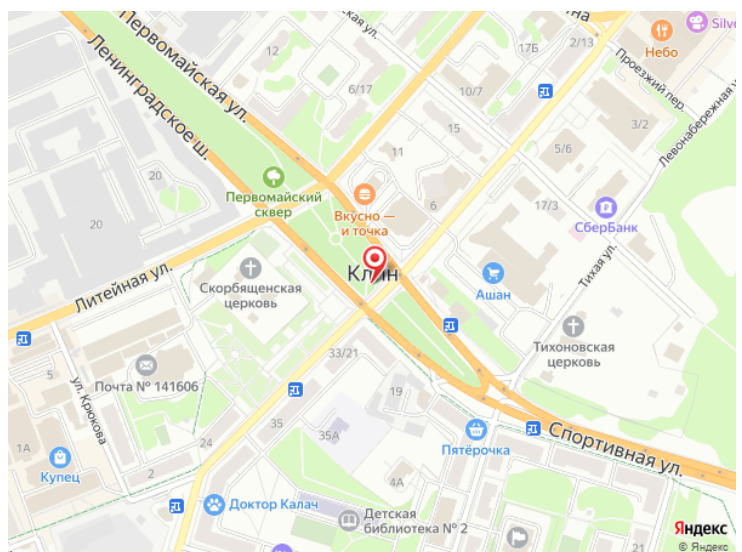 на
2/13
17Б
Небо
Silve
Первомайская ул.
ская ул.
12
6/17
10/7
Проезжий пер.
3/2
Левонабережная у
Ленинградское ш.
15
11
5/6
20
20
Первомайский
сквер
Вкусно —
и точка
6
17/3
СберБанк
Литейная ул.
Скорбященская
церковь
Клин
Ашан
Тихая ул.
Тихоновская
церковь
33/21
5
Почта № 141606
ул. Крюкова
19
35
35А
24
1А
Купец
2
Пятёрочка
Спортивная ул.
4А
Доктор Калач
Детская
библиотека № 2
Яндекс
© Яндекс